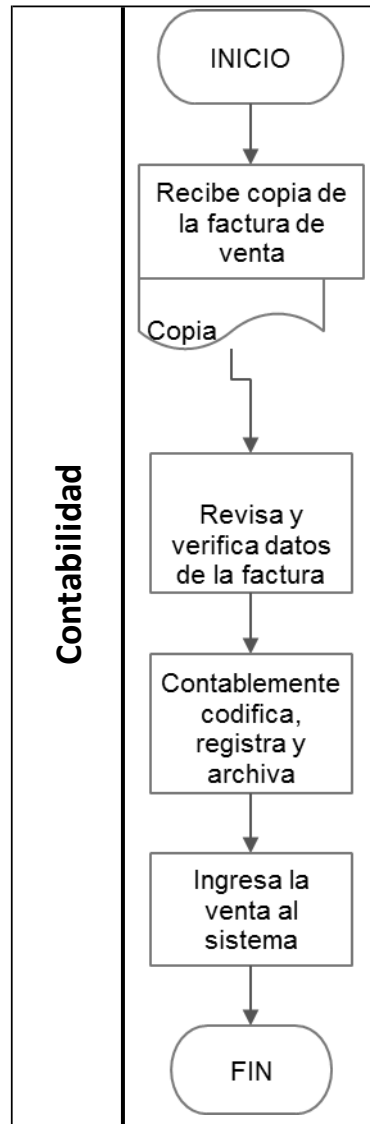 Contabilidad
INICIO
Recibe copia de
la factura de
venta
Copia
Revisa y
verifica datos
de la factura
Contablemente
codifica,
registra y
archiva
Ingresa la
venta al
sistema
FIN